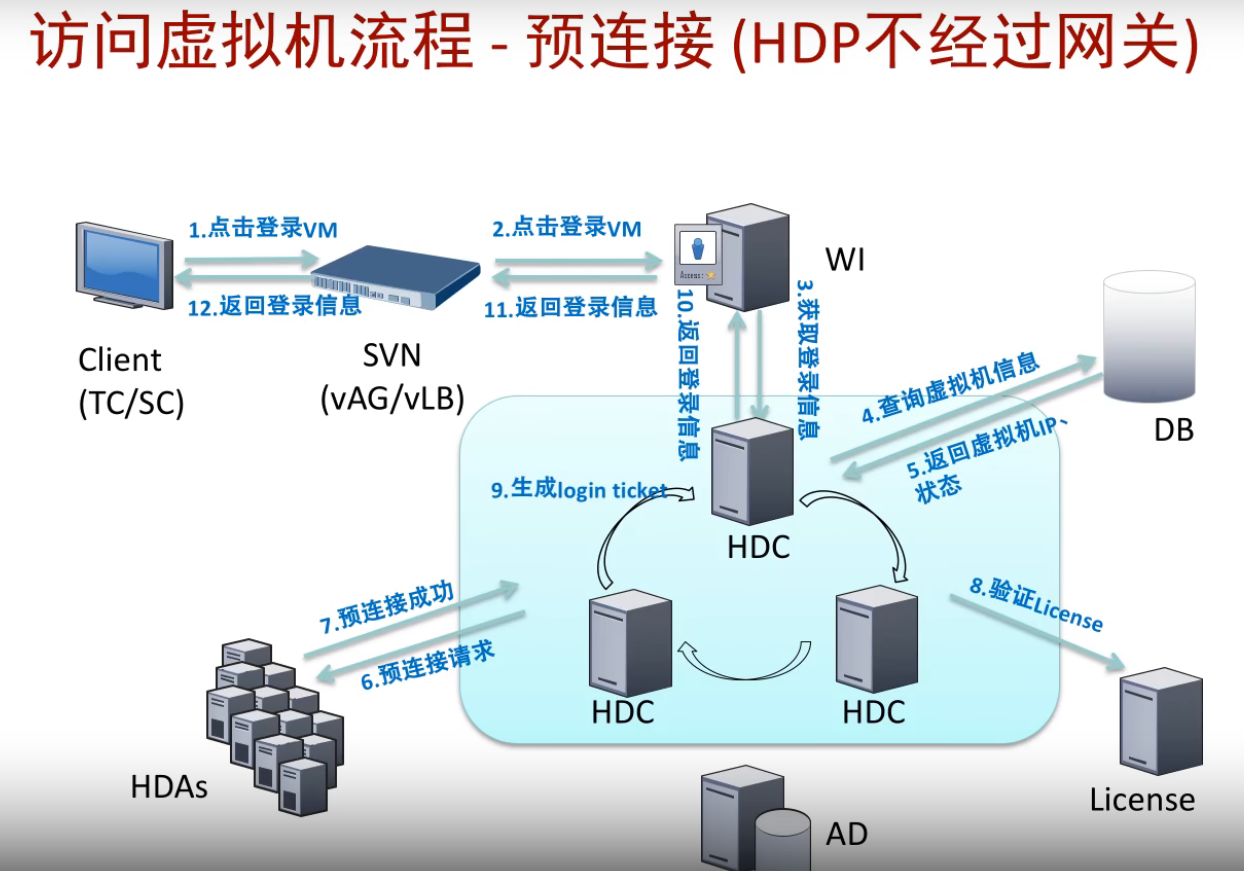 访问虚拟机流程 - 预连接 (HDP不经过网关)
1.点击登录VM
2.点击登录VM
12.返回登录信息
11.返回登录信息
WI
Client
(TC/SC)
SVN
(vAG/vLB)
10.返回登录信息
3.获取登录信息
4.查询虚拟机信息
5.返回虚拟机IP、
状态
DB
9.生成login ticket
HDC
7.预连接成功
6.预连接请求
8.验证License
HDC
HDC
HDAs
License
AD
Access: